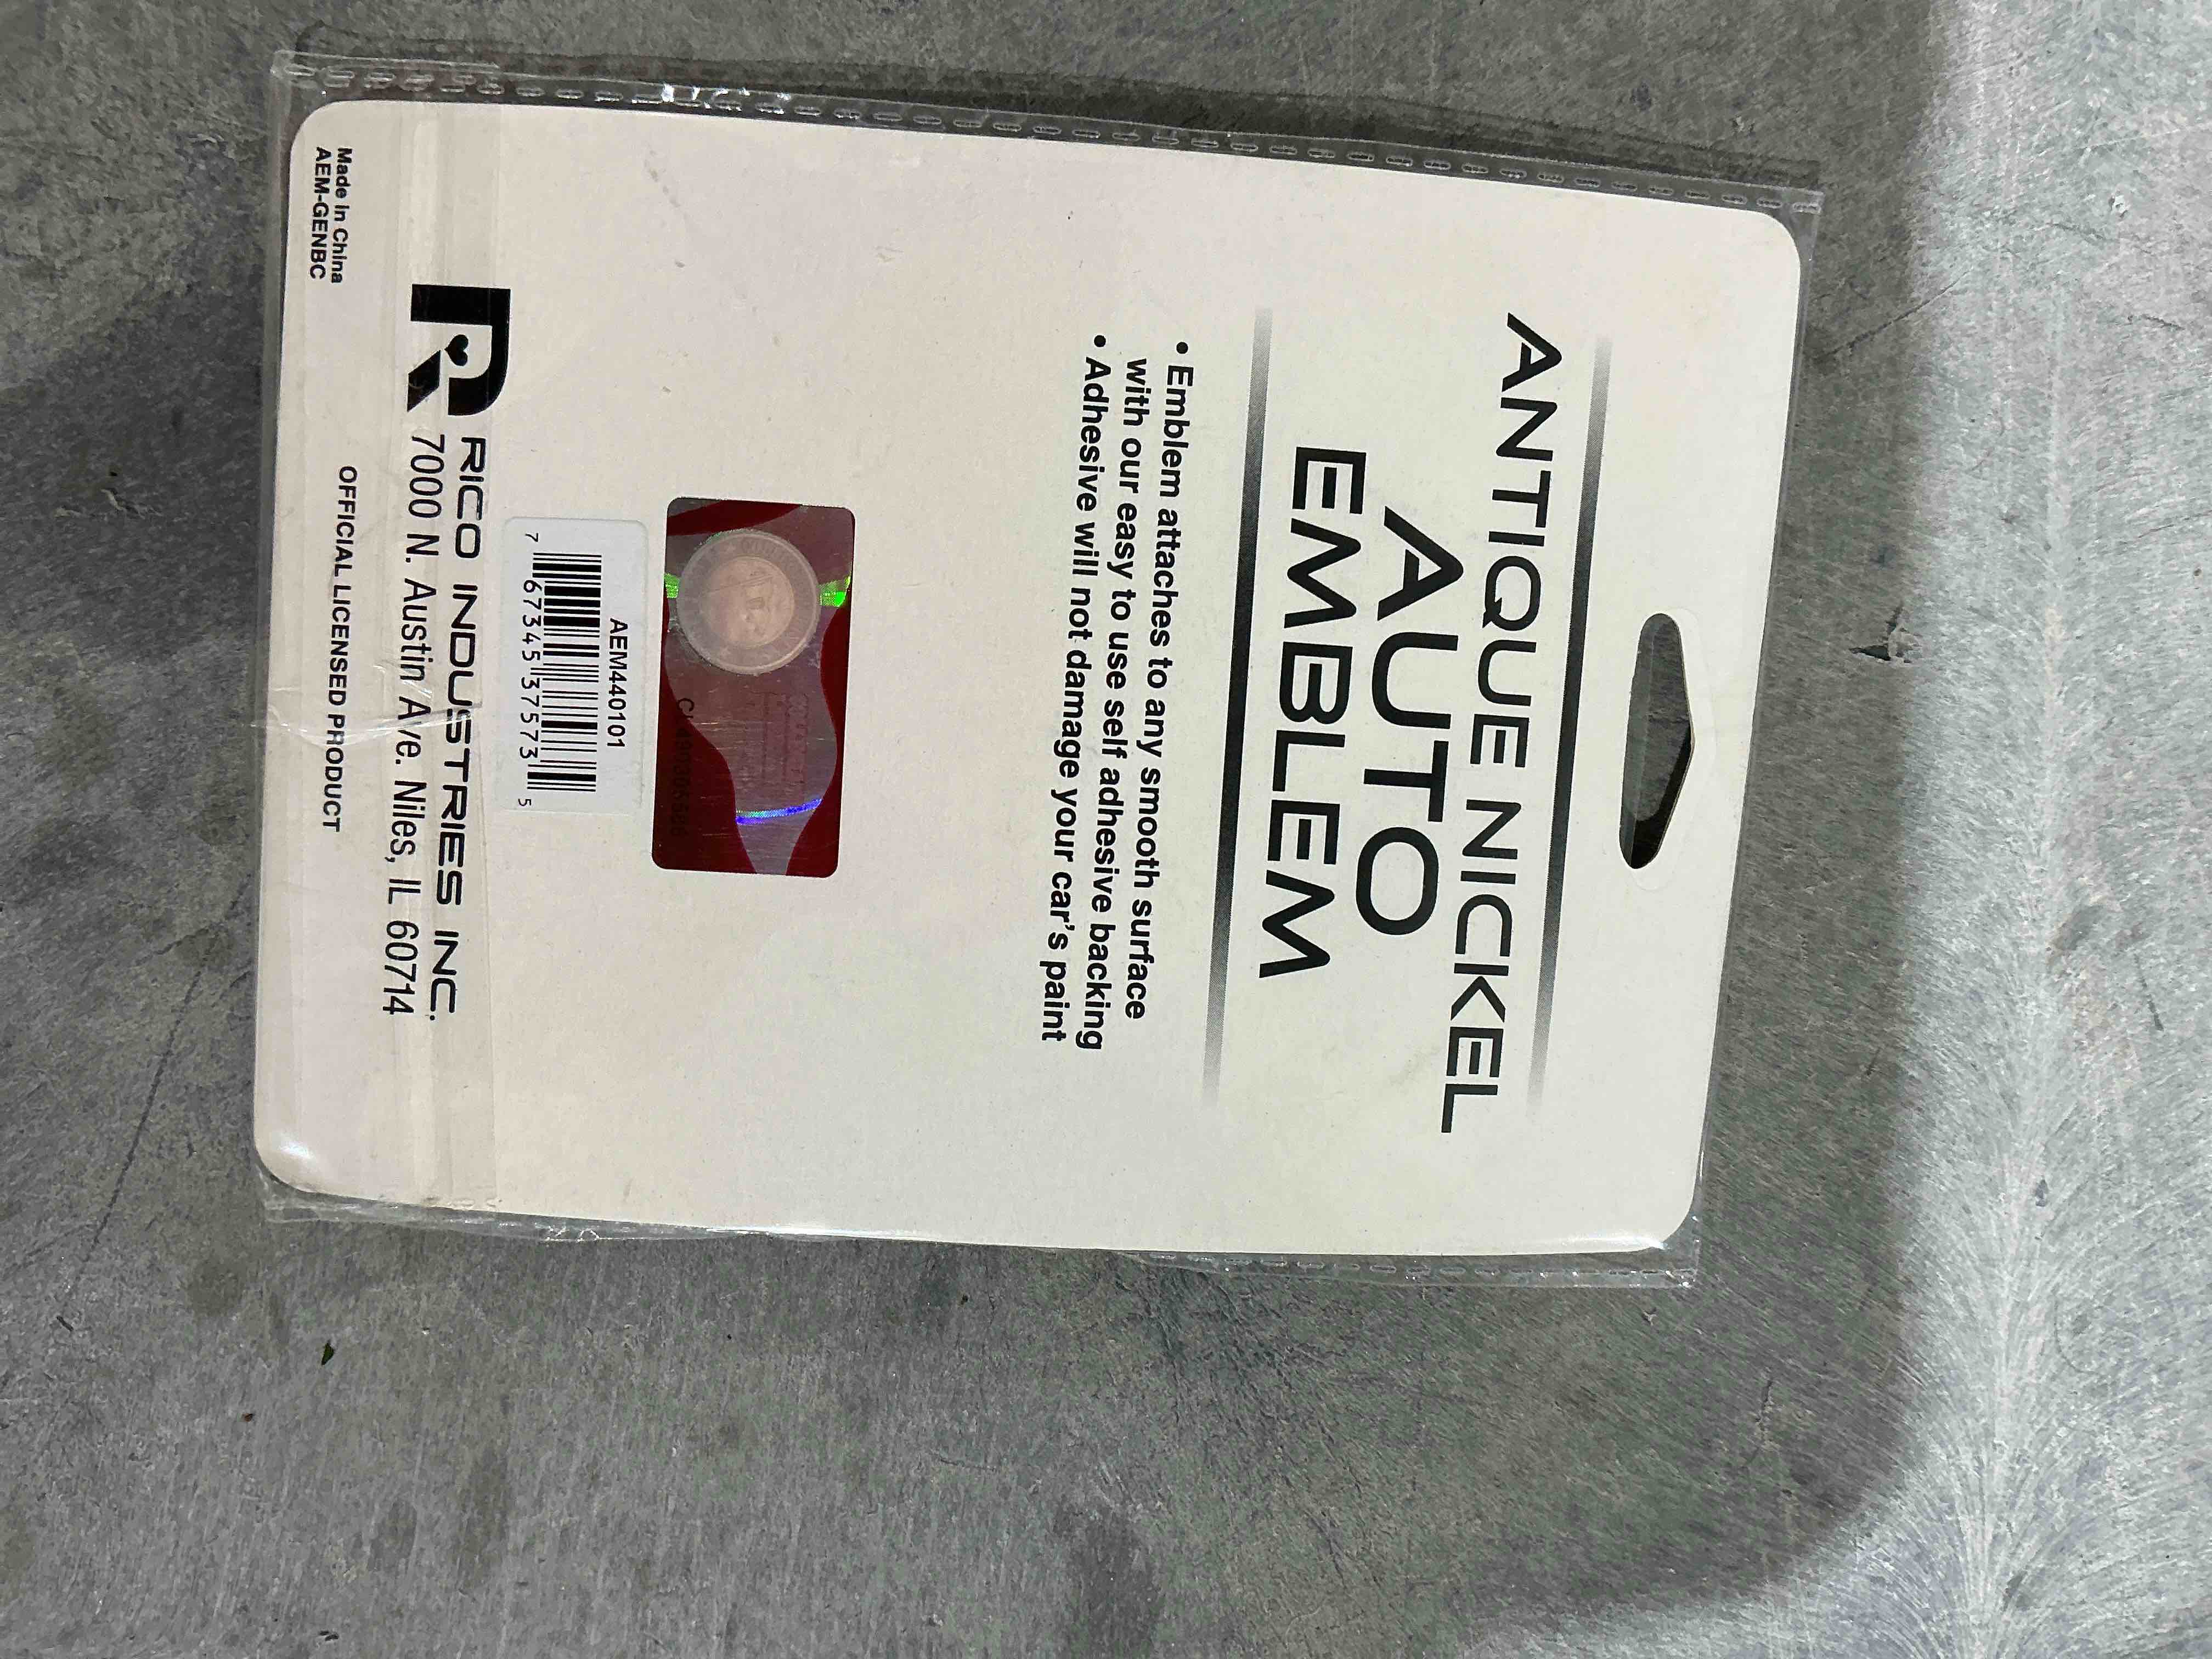 ANTIQUE NICKEL
AUTO
EMBLEM
• Emblem attaches to any smooth surface
with our easy to use self adhesive backing
• Adhesive will not damage your car's paint
AEM440101
7 67345 37573 5
RICO INDUSTRIES INC.
7000 N. Austin Ave. Niles, IL 60714
OFFICIAL LICENSED PRODUCT
Made in China
AEM-GENBC